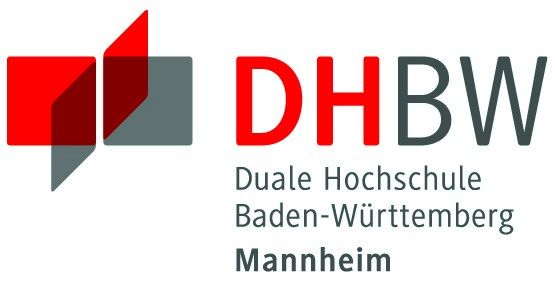 DHBW
Duale Hochschule
Baden-Württemberg
Mannheim